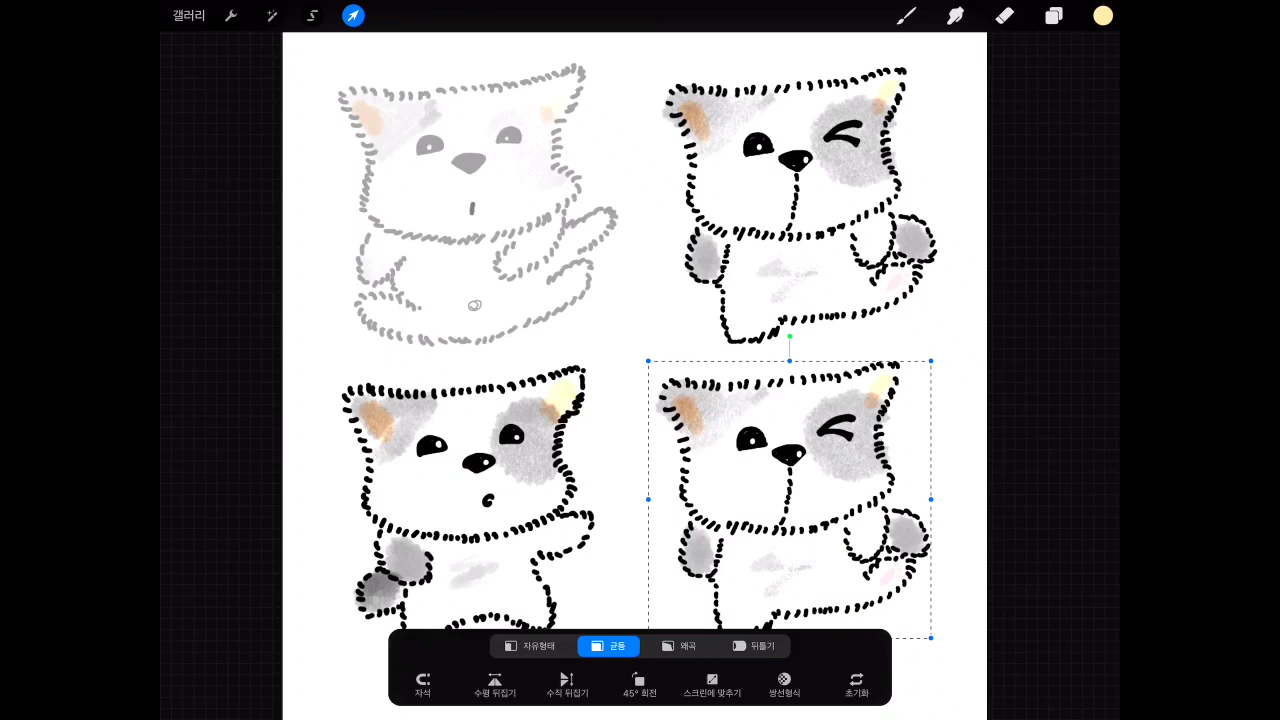 갤러리
자유형태 균등 왜곡 뒤틀기
자석 수평 뒤집기 수직 뒤집기 45° 회전 스크린에 맞추기 쌍선형식 초기화